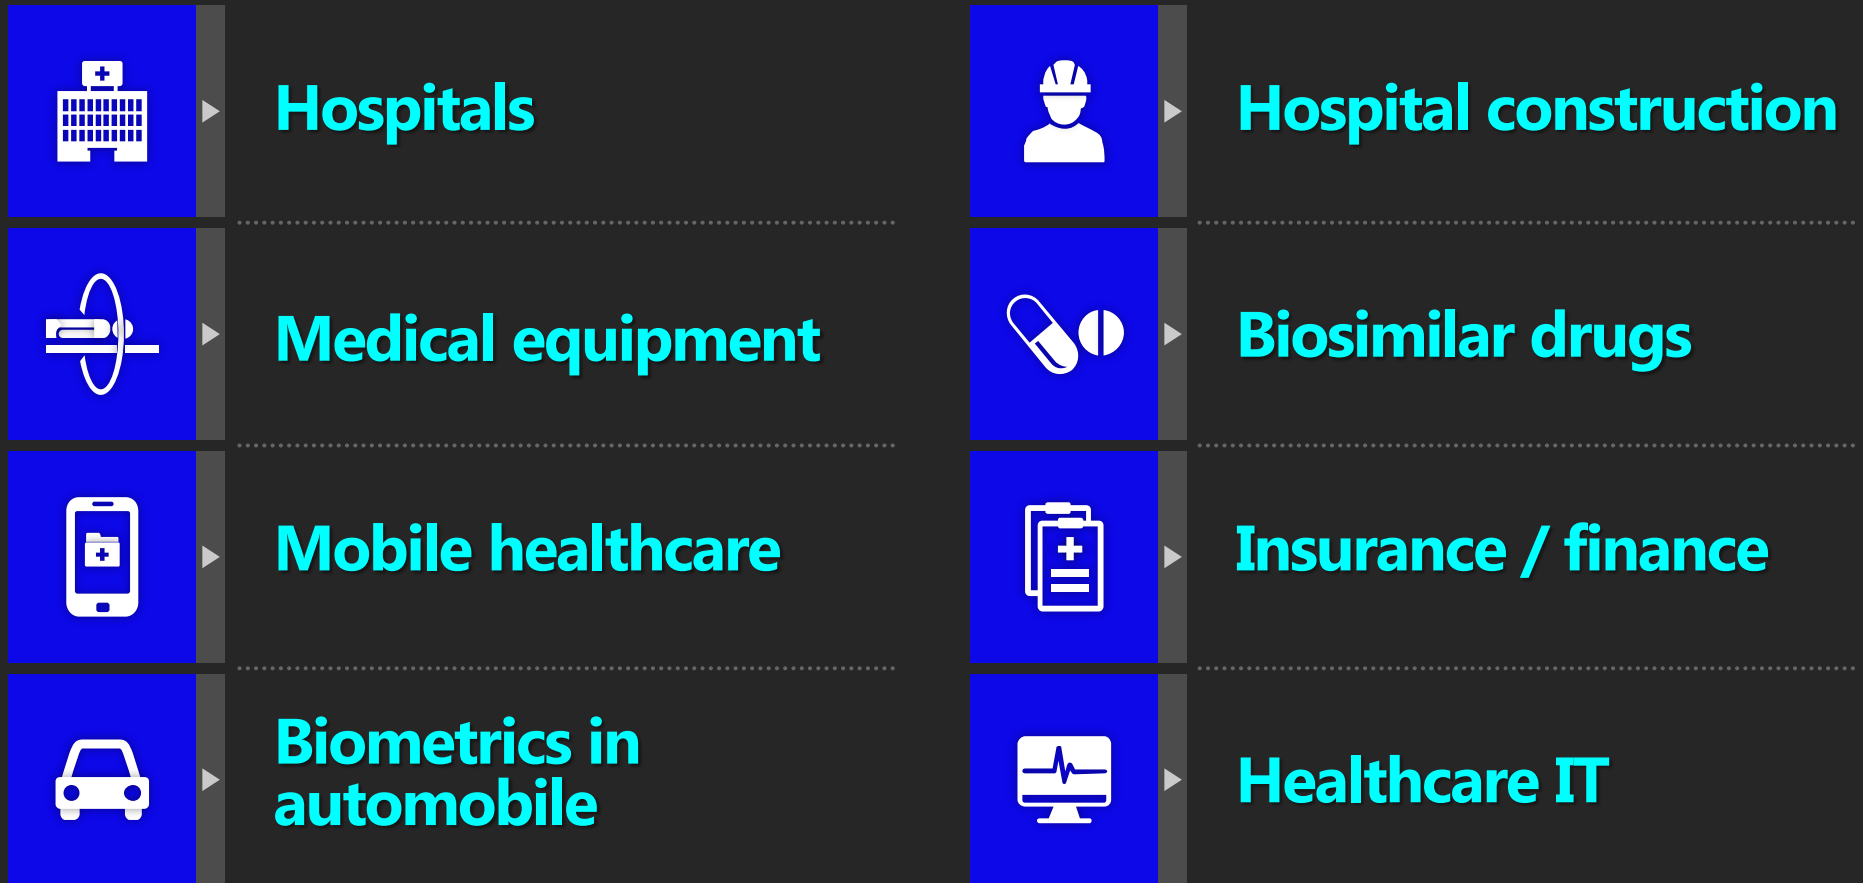 Hospitals
Medical equipment
Mobile healthcare
Biometrics in
automobile
Hospital construction
Biosimilar drugs
Insurance / finance
Healthcare IT